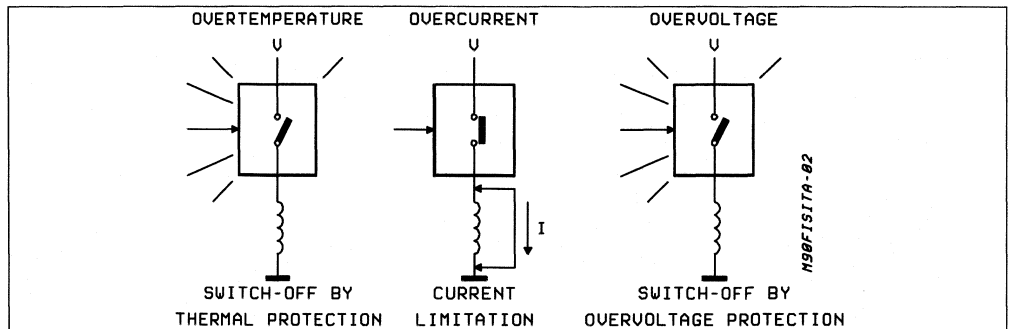 OVERTEMPERATURE OVERCURRENT OVERVOLTAGE
V V V
I
M90FISITA-02
SWITCH-OFF BY CURRENT SWITCH-OFF BY
THERMAL PROTECTION LIMITATION OVERVOLTAGE PROTECTION